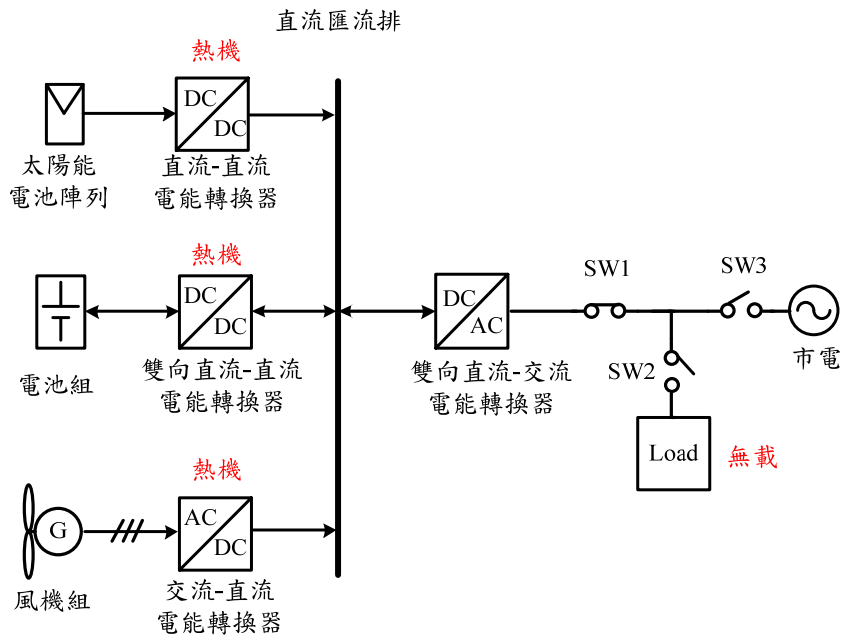 直流匯流排
熱機
DC
DC
太陽能
電池陣列
直流-直流
電能轉換器
熱機
DC
DC
電池組
雙向直流-直流
電能轉換器
DC
AC
雙向直流-交流
電能轉換器
SW1
SW3
市電
SW2
Load
無載
熱機
G
AC
DC
風機組
交流-直流
電能轉換器